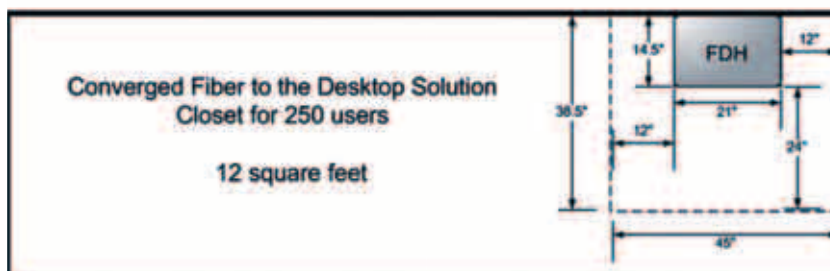 Converged Fiber to the Desktop Solution
Closet for 250 users
12 square feet
38.5"
14.5"
FDH
12"
21"
12"
24"
45"